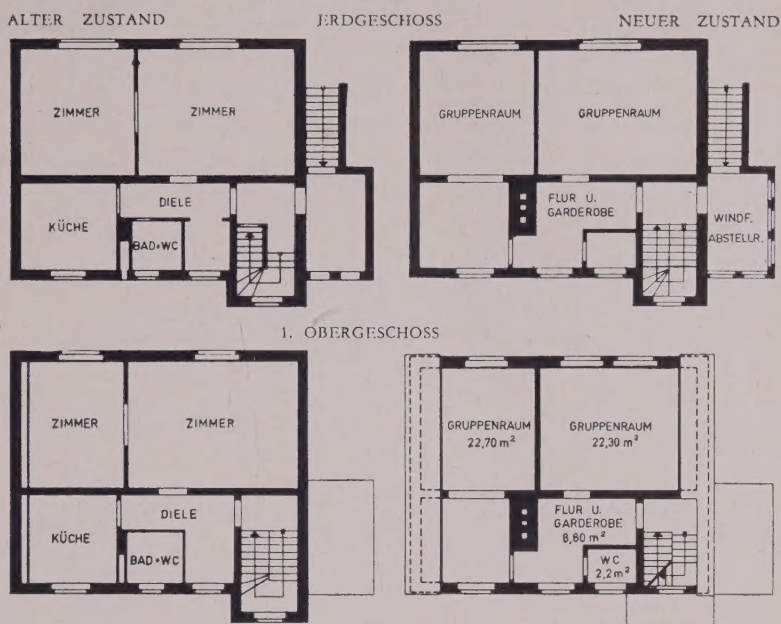 ALTER ZUSTAND
ERDGESCHOSS
NEUER ZUSTAND
ZIMMER
ZIMMER
KÜCHE
DIELE
BAD+WC
GRUPPENRAUM
GRUPPENRAUM
FLUR U.
GARDEROBE
WINDF.
ABSTELLR.
1. OBERGESCHOSS
ZIMMER
ZIMMER
KÜCHE
DIELE
BAD+WC
GRUPPENRAUM
22,70 m²
GRUPPENRAUM
22,30 m²
FLUR U.
GARDEROBE
8,80 m²
WC
2,2 m²